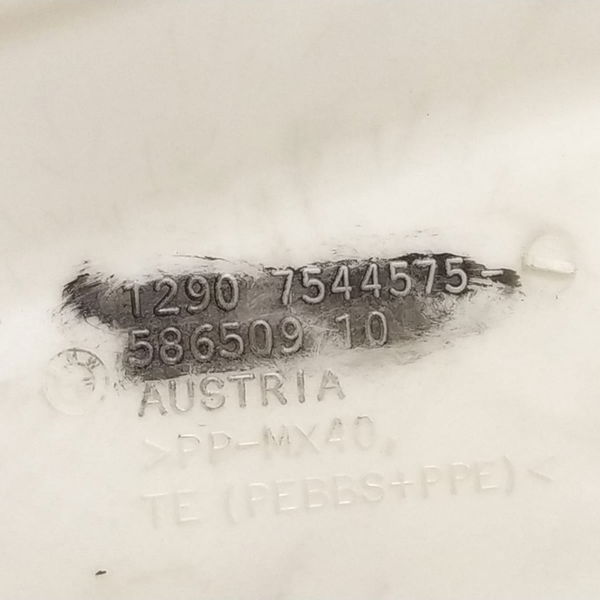 T290 7544575-
586509 10
AUSTRIA
>PP-MX40,
TE (PEBBS+PPE)<